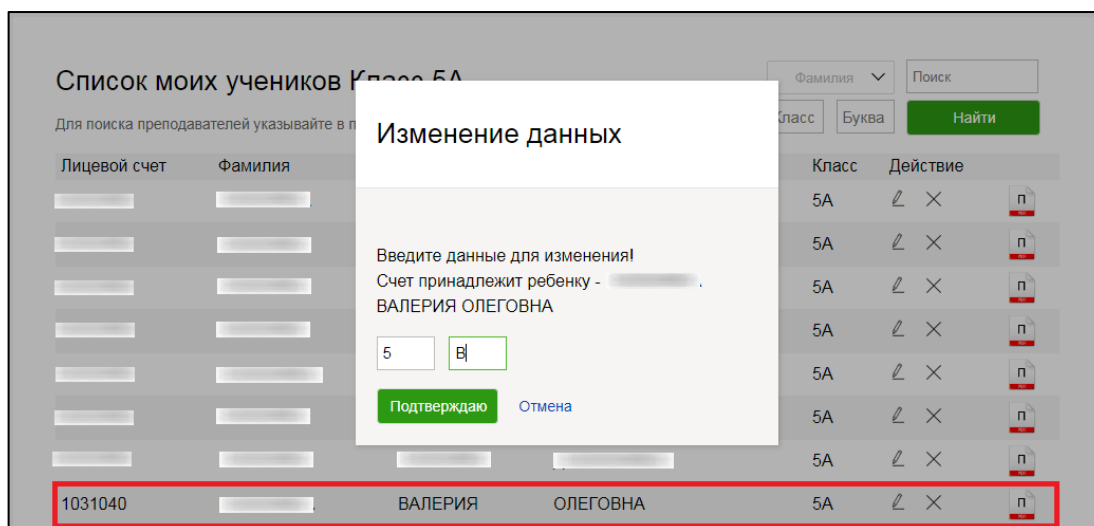 Список моих учеников Класс 5А
Фамилия
Поиск
Для поиска преподавателей указывайте в п
Класс
Буква
Найти
Изменение данных
Лицевой счет Фамилия Класс Действие
5А П
5А П
Введите данные для изменения!
Счет принадлежит ребенку -
ВАЛЕРИЯ ОЛЕГОВНА
5А П
5А П
5 В
5А П
Подтверждаю Отмена
5А П
5А П
1031040 ВАЛЕРИЯ ОЛЕГОВНА 5А П